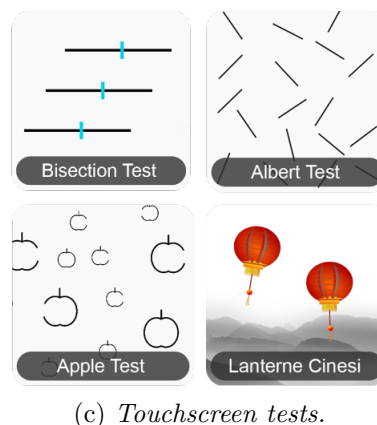 Bisection Test
Albert Test
Apple Test
Lanterne Cinesi
(c) Touchscreen tests.